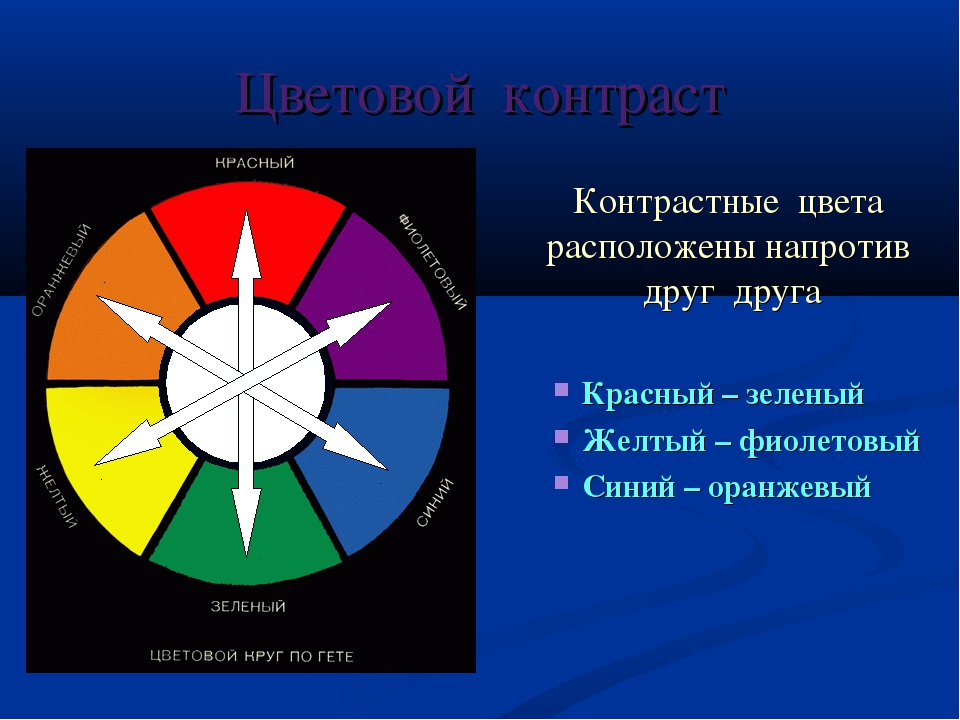 Цветовой контраст
КРАСНЫЙ
ОРАНЖЕВЫЙ
ФИОЛЕТОВЫЙ
ЖЕЛТЫЙ
СИНИЙ
ЗЕЛЕНЫЙ
ЦВЕТОВОЙ КРУГ ПО ГЕТЕ
Контрастные цвета
расположены напротив
друг друга
Красный – зеленый
Желтый – фиолетовый
Синий – оранжевый